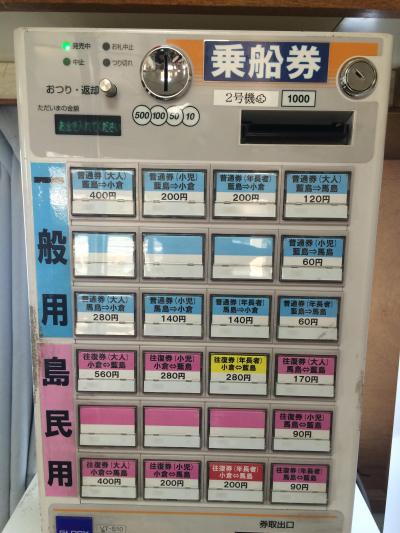 発売中
お札中止
中止
つり切れ
乗船券
おつり・返却
ただいまの金額
お金を入れてください
500 100 50 10
2号機
1000
一般用
普通券(大人)
藍島⇒小倉
400円
普通券(小児)
藍島⇒小倉
200円
普通券(年長者)
藍島⇒小倉
200円
普通券(大人)
藍島⇒馬島
120円
普通券(小児)
藍島⇒馬島
60円
普通券(大人)
馬島⇒小倉
280円
普通券(小児)
馬島⇒小倉
140円
普通券(年長者)
馬島⇒小倉
140円
普通券(年長者)
藍島⇒馬島
60円
島民用
往復券(大人)
小倉⇔藍島
560円
往復券(小児)
小倉⇔藍島
280円
往復券(年長者)
小倉⇔藍島
280円
往復券(大人)
馬島⇔藍島
170円
往復券(小児)
馬島⇔藍島
90円
往復券(大人)
小倉⇔馬島
400円
往復券(小児)
小倉⇔馬島
200円
往復券(年長者)
小倉⇔馬島
200円
往復券(年長者)
馬島⇔藍島
90円
GLORY
券取出口